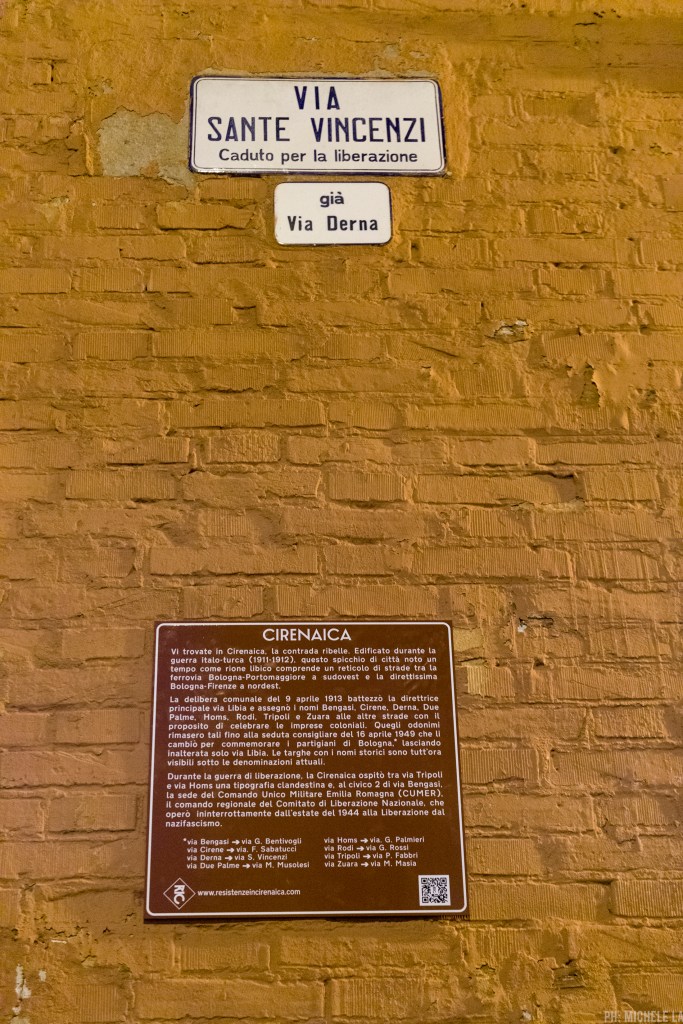 VIA
SANTE VINCENZI
Caduto per la liberazione
già
Via Derna
CIRENAICA
Vi trovate in Cirenaica, la contrada ribelle. Edificato durante la
guerra italo-turca (1911-1912), questo spicchio di città noto un
tempo come rione libico comprende un reticolo di strade tra la
ferrovia Bologna-Portomaggiore a sudovest e la direttissima
Bologna-Firenze a nordest.
La delibera comunale del 9 aprile 1913 battezzò la direttrice
principale via Libia e assegnò i nomi Bengasi, Cirene, Derna, Due
Palme, Homs, Rodi, Tripoli e Zuara alle altre strade con il
proposito di celebrare le imprese coloniali. Quegli odonimi
rimasero tali fino alla seduta consigliare del 16 aprile 1949 che li
cambiò per commemorare i partigiani di Bologna,* lasciando
inalterata solo via Libia. Le targhe con i nomi storici sono tutt'ora
visibili sotto le denominazioni attuali.
Durante la guerra di liberazione, la Cirenaica ospitò tra via Tripoli
e via Homs una tipografia clandestina e, al civico 2 di via Bengasi,
la sede del Comando Unico Militare Emilia Romagna (CUMER),
il comando regionale del Comitato di Liberazione Nazionale, che
operò ininterrottamente dall'estate del 1944 alla Liberazione dal
nazifascismo.
*via Bengasi ➔ via G. Bentivogli
via Cirene ➔ via. F. Sabatucci
via Derna ➔ via S. Vincenzi
via Due Palme ➔ via M. Musolesi
via Homs ➔ via. G. Palmieri
via Rodi ➔ via G. Rossi
via Tripoli ➔ via P. Fabbri
via Zuara ➔ via M. Masia
RIC
www.resistenzeincirenaica.com
PH: MICHELE LA